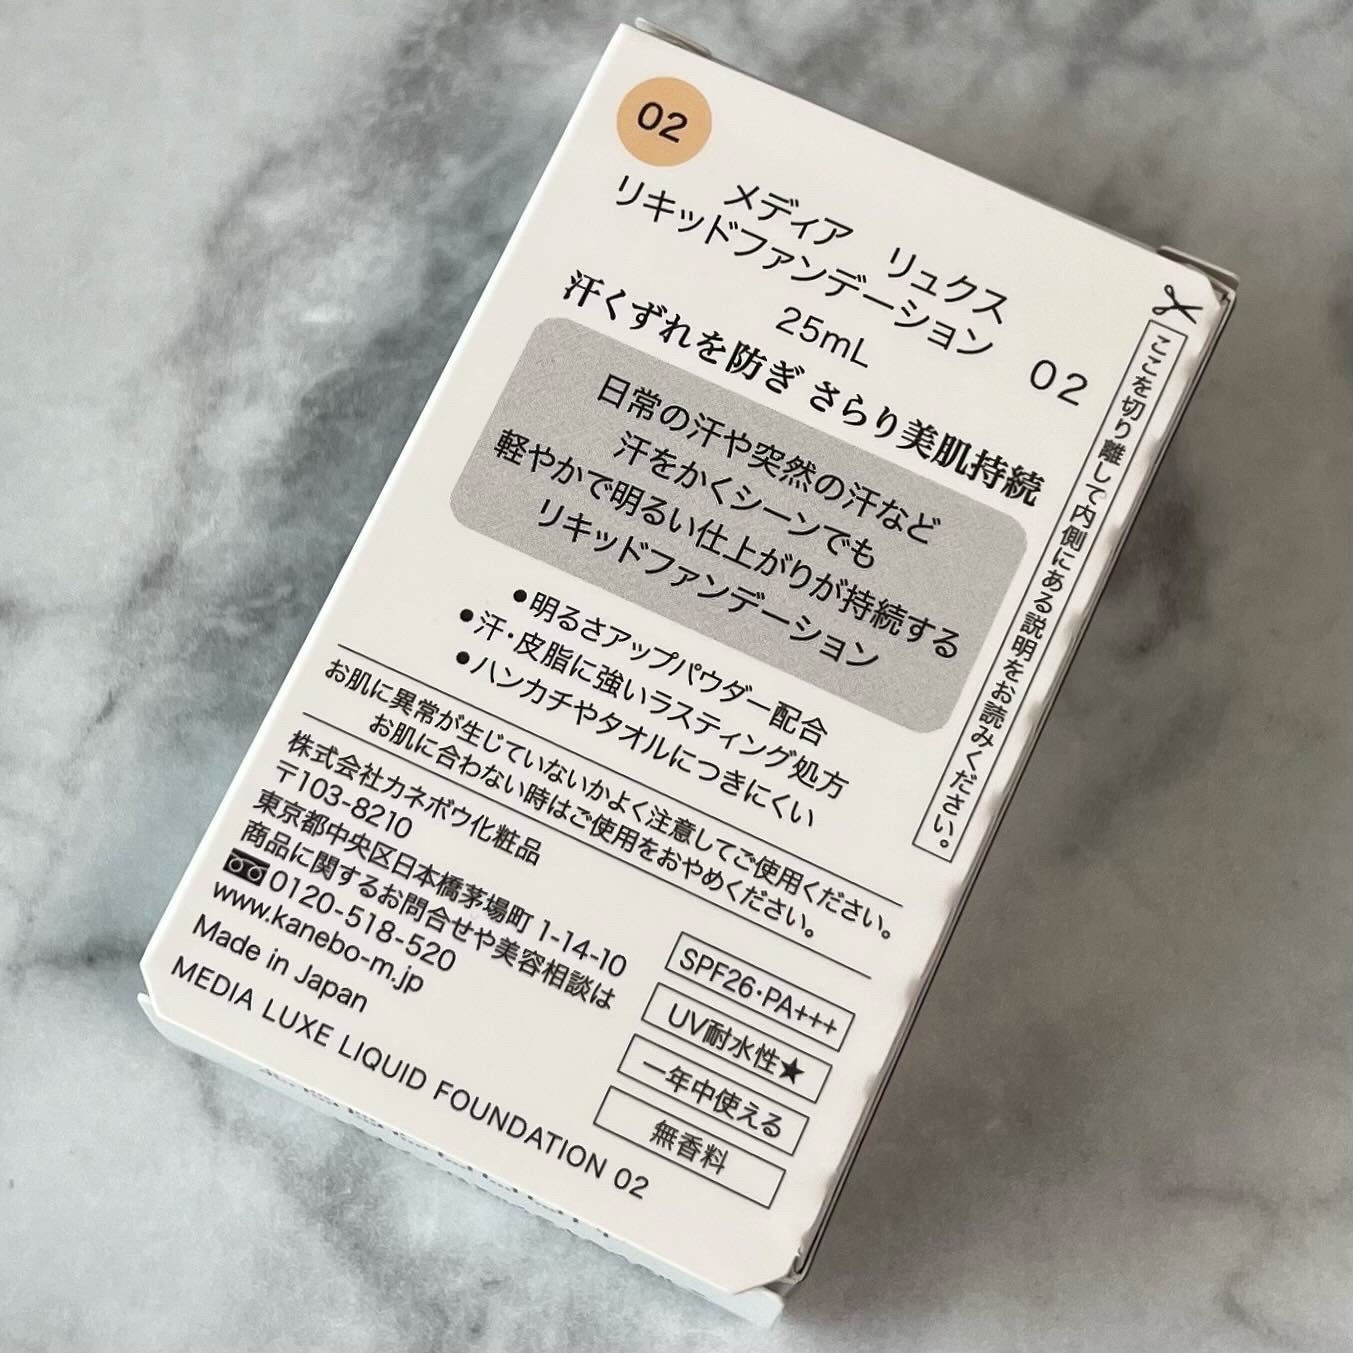 02
メディア リュクス
リキッドファンデーション 02
25mL
汗くずれを防ぎ さらり美肌持続
日常の汗や突然の汗など
汗をかくシーンでも
軽やかで明るい仕上がりが持続する
リキッドファンデーション
●明るさアップパウダー配合
●汗・皮脂に強いラスティング処方
●ハンカチやタオルにつきにくい
お肌に異常が生じていないかよく注意してご使用ください。
お肌に合わない時はご使用をおやめください。
株式会社カネボウ化粧品
〒103-8210
東京都中央区日本橋茅場町 1-14-10
商品に関するお問合せや美容相談は
0120-518-520
www.kanebo-m.jp
Made in Japan
MEDIA LUXE LIQUID FOUNDATION 02
SPF26・PA+++
UV耐水性★
一年中使える
無香料
ここを切り離して内側にある説明をお読みください。